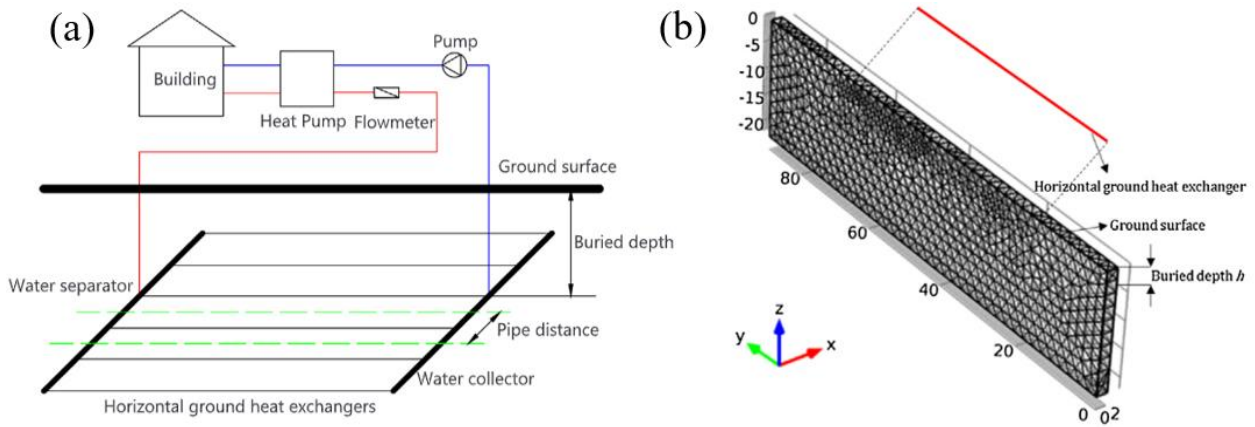 (a)
Pump
Building
Heat Pump
Flowmeter
Ground surface
Buried depth
Water separator
Pipe distance
Water collector
Horizontal ground heat exchangers
(b)
0
-5
-10
-15
-20
80
60
40
20
0
0
2
Horizontal ground heat exchanger
Ground surface
Buried depth h
z
y
x